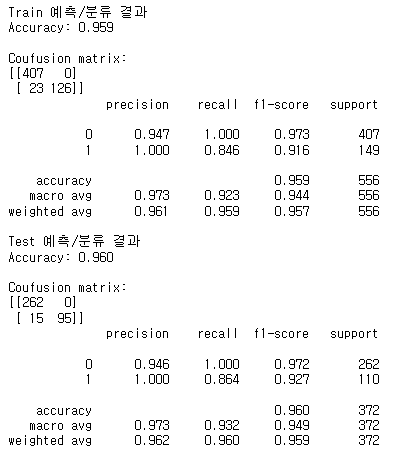 Train 예측/분류 결과
Accuracy: 0.959
Coufusion matrix:
[[407   0]
 [ 23 126]]
              precision    recall  f1-score   support
           0      0.947     1.000     0.973       407
           1      1.000     0.846     0.916       149
    accuracy                          0.959       556
   macro avg      0.973     0.923     0.944       556
weighted avg      0.961     0.959     0.957       556
Test 예측/분류 결과
Accuracy: 0.960
Coufusion matrix:
[[262   0]
 [ 15  95]]
              precision    recall  f1-score   support
           0      0.946     1.000     0.972       262
           1      1.000     0.864     0.927       110
    accuracy                          0.960       372
   macro avg      0.973     0.932     0.949       372
weighted avg      0.962     0.960     0.959       372